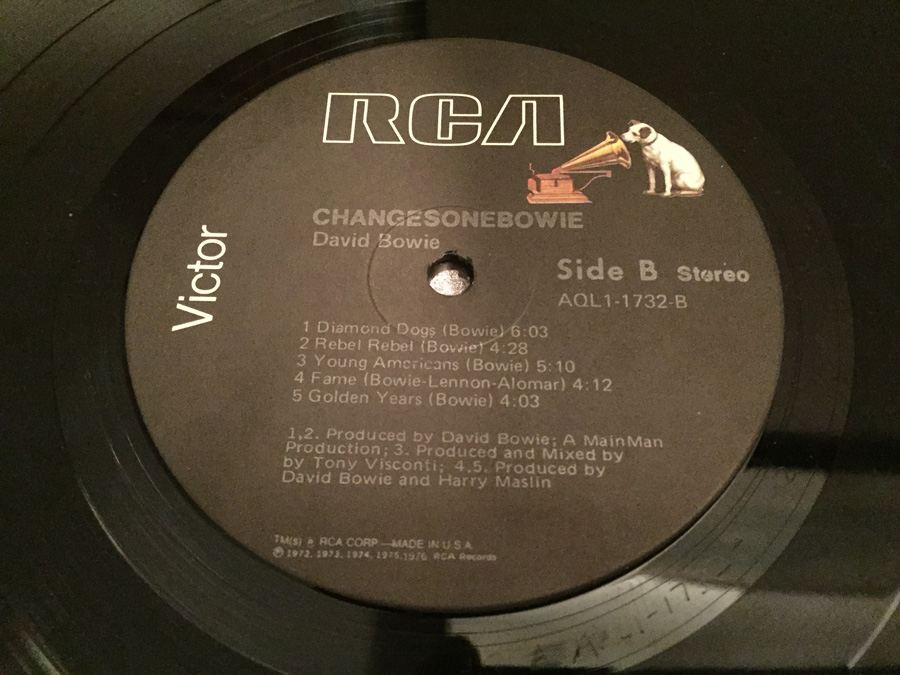 RCA
Victor
CHANGESONEBOWIE
David Bowie
Side B Stereo
AQL1-1732-B
1 Diamond Dogs (Bowie) 6:03
2 Rebel Rebel (Bowie) 4:28
3 Young Americans (Bowie) 5:10
4 Fame (Bowie-Lennon-Alomar) 4:12
5 Golden Years (Bowie) 4:03
1,2. Produced by David Bowie; A MainMan
Production; 3. Produced and Mixed by
by Tony Visconti; 4,5. Produced by
David Bowie and Harry Maslin
TM(s) ® RCA CORP.—MADE IN U.S.A.
℗ 1972, 1973, 1974, 1975, 1976, RCA Records